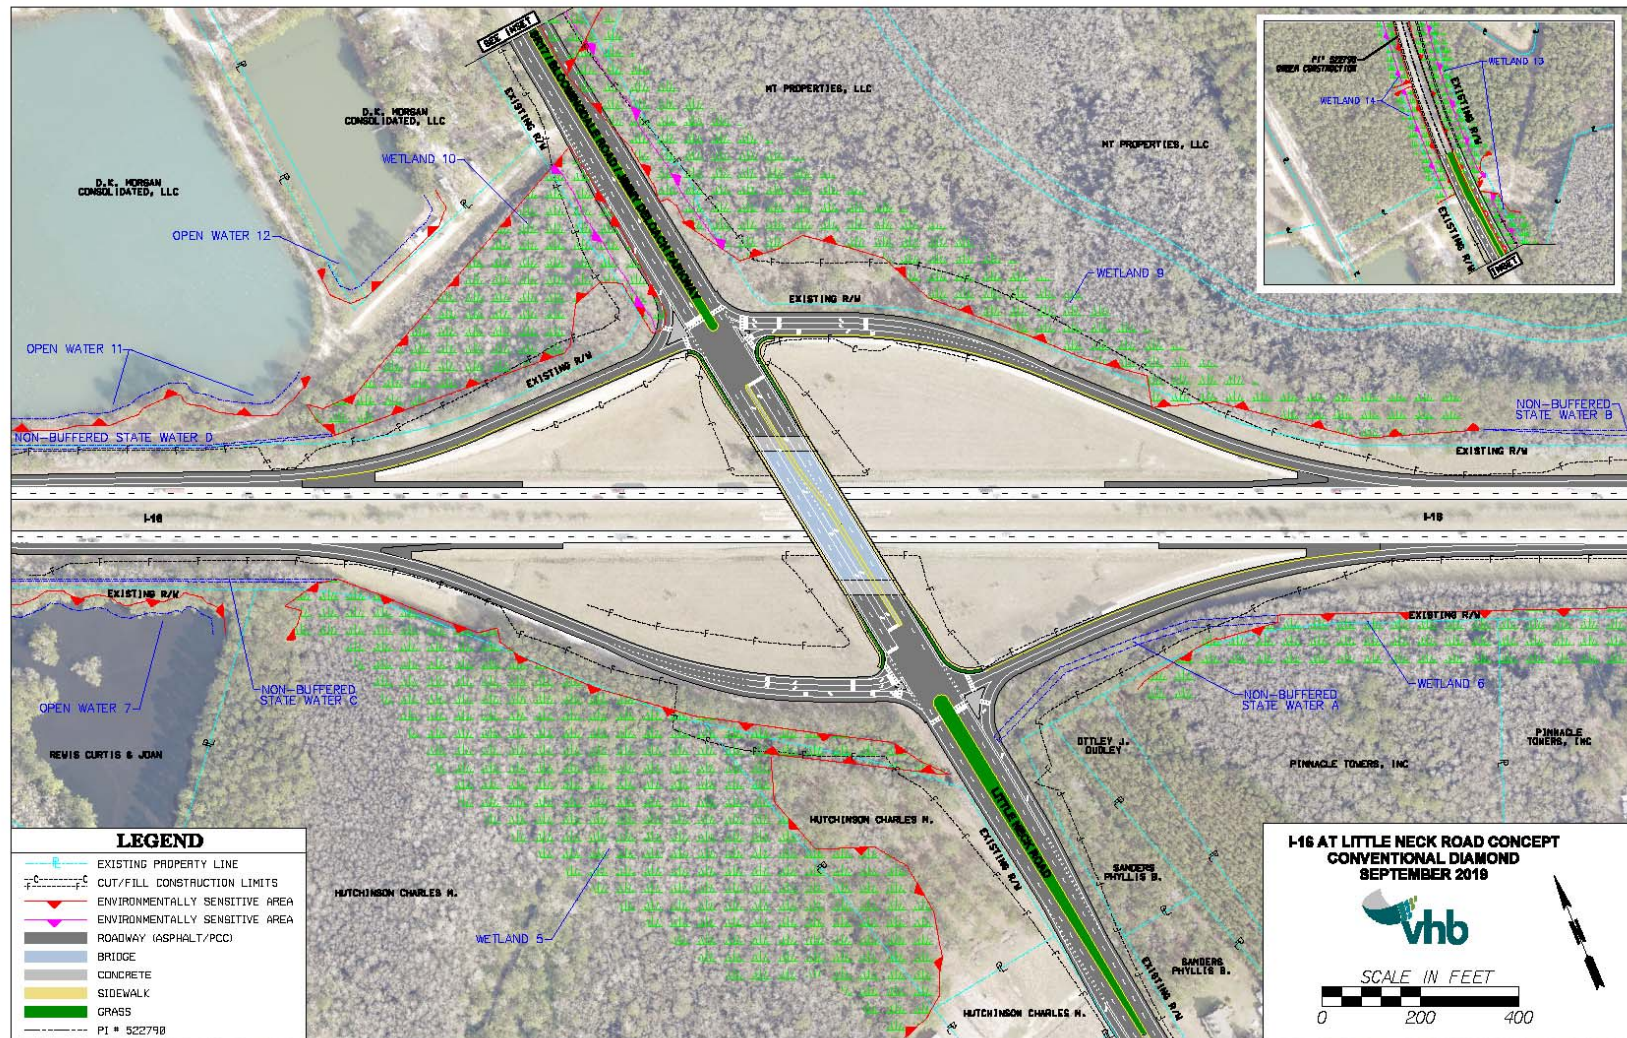 SEE INSET
EXISTING R/W
MT PROPERTIES, LLC
MT PROPERTIES, LLC
D.K. MORGAN
CONSOLIDATED, LLC
D.K. MORGAN
CONSOLIDATED, LLC
WETLAND 10
OPEN WATER 12
OPEN WATER 11
EXISTING R/W
NON-BUFFERED STATE WATER D
EXISTING R/W
WETLAND 9
NON-BUFFERED
STATE WATER B
EXISTING R/W
PI# 522790
UNDER CONSTRUCTION
WETLAND 13
WETLAND 14
EXISTING R/W
EXISTING R/W
INSET
I-16
I-16
EXISTING R/W
NON-BUFFERED
STATE WATER C
OPEN WATER 7
REWIS CURTIS & JOAN
EXISTING R/W
WETLAND 6
NON-BUFFERED
STATE WATER A
OTTLEY J.
DUDLEY
PINNACLE TOWERS, INC
PINNACLE
TOWERS, INC
HUTCHINSON CHARLES M.
HUTCHINSON CHARLES M.
HUTCHINSON CHARLES M.
WETLAND 5
EXISTING R/W
LITTLE NECK ROAD
SANDERS
PHYLLIS B.
SANDERS
PHYLLIS B.
EXISTING R/W
LEGEND
EXISTING PROPERTY LINE
CUT/FILL CONSTRUCTION LIMITS
ENVIRONMENTALLY SENSITIVE AREA
ENVIRONMENTALLY SENSITIVE AREA
ROADWAY (ASPHALT/PCC)
BRIDGE
CONCRETE
SIDEWALK
GRASS
PI # 522790
I-16 AT LITTLE NECK ROAD CONCEPT
CONVENTIONAL DIAMOND
SEPTEMBER 2019
vhb
SCALE IN FEET
0 200 400